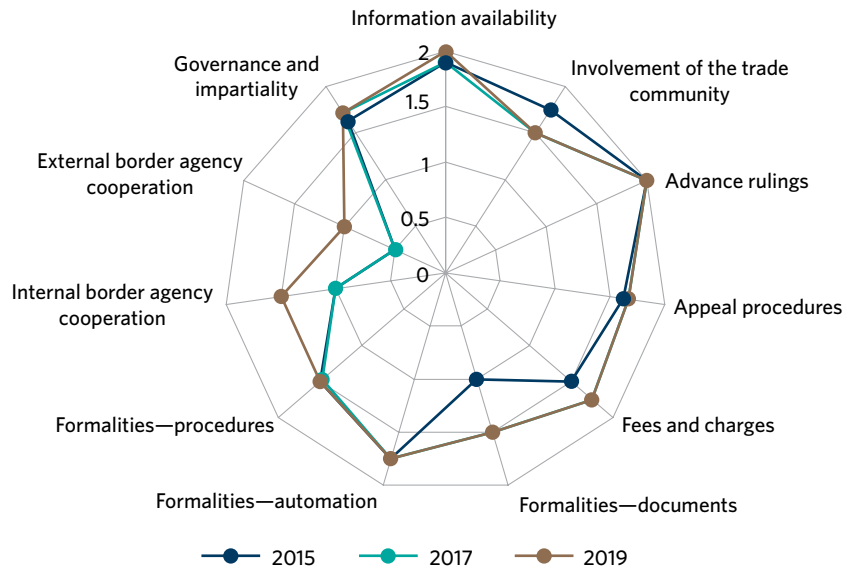 Information availability
Governance and
impartiality
Involvement of the trade
community
External border agency
cooperation
Advance rulings
Internal border agency
cooperation
Appeal procedures
Formalities—procedures
Fees and charges
Formalities—automation
Formalities—documents
2
1.5
1
0.5
0
2015
2017
2019